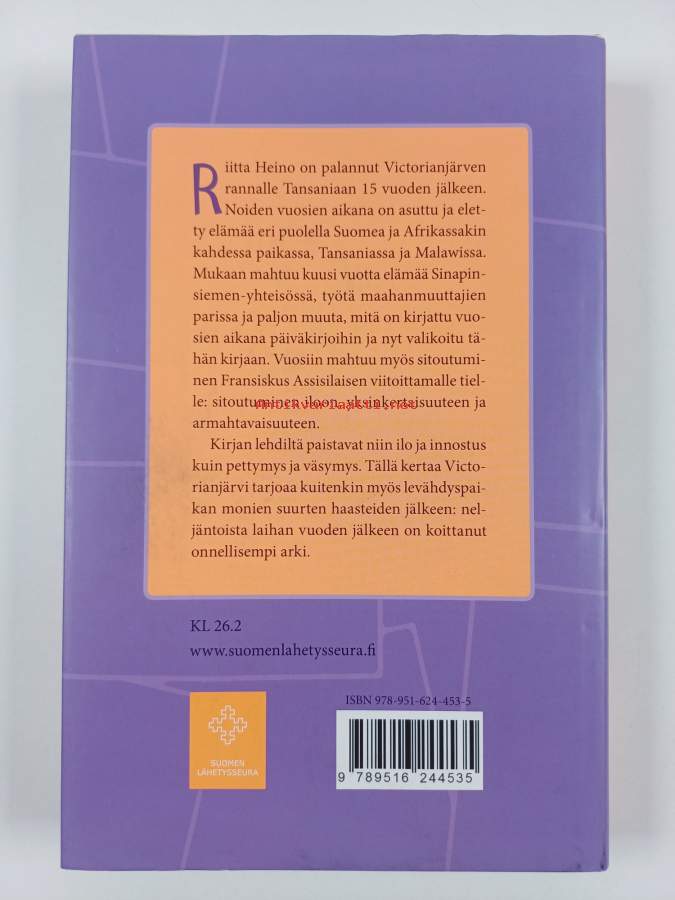 Riitta Heino on palannut Victorianjärven
rannalle Tansaniaan 15 vuoden jälkeen.
Noiden vuosien aikana on asuttu ja elet-
ty elämää eri puolella Suomea ja Afrikassakin
kahdessa paikassa, Tansaniassa ja Malawissa.
Mukaan mahtuu kuusi vuotta elämää Sinapin-
siemen-yhteisössä, työtä maahanmuuttajien
parissa ja paljon muuta, mitä on kirjattu vuo-
sien aikana päiväkirjoihin ja nyt valikoitu tä-
hän kirjaan. Vuosiin mahtuu myös sitoutumi-
nen Fransiskus Assisilaisen viitoittamalle tiel-
le: sitoutuminen iloon, yksinkertaisuuteen ja
Antikvariaatti.net
armahtavaisuuteen.
Kirjan lehdiltä paistavat niin ilo ja innostus
kuin pettymys ja väsymys. Tällä kertaa Victo-
rianjärvi tarjoaa kuitenkin myös levähdyspai-
kan monien suurten haasteiden jälkeen: nel-
jäntoista laihan vuoden jälkeen on koittanut
onnellisempi arki.
KL 26.2
www.suomenlahetysseura.fi
SUOMEN
LÄHETYSSEURA
ISBN 978-951-624-453-5
9 789516 244535